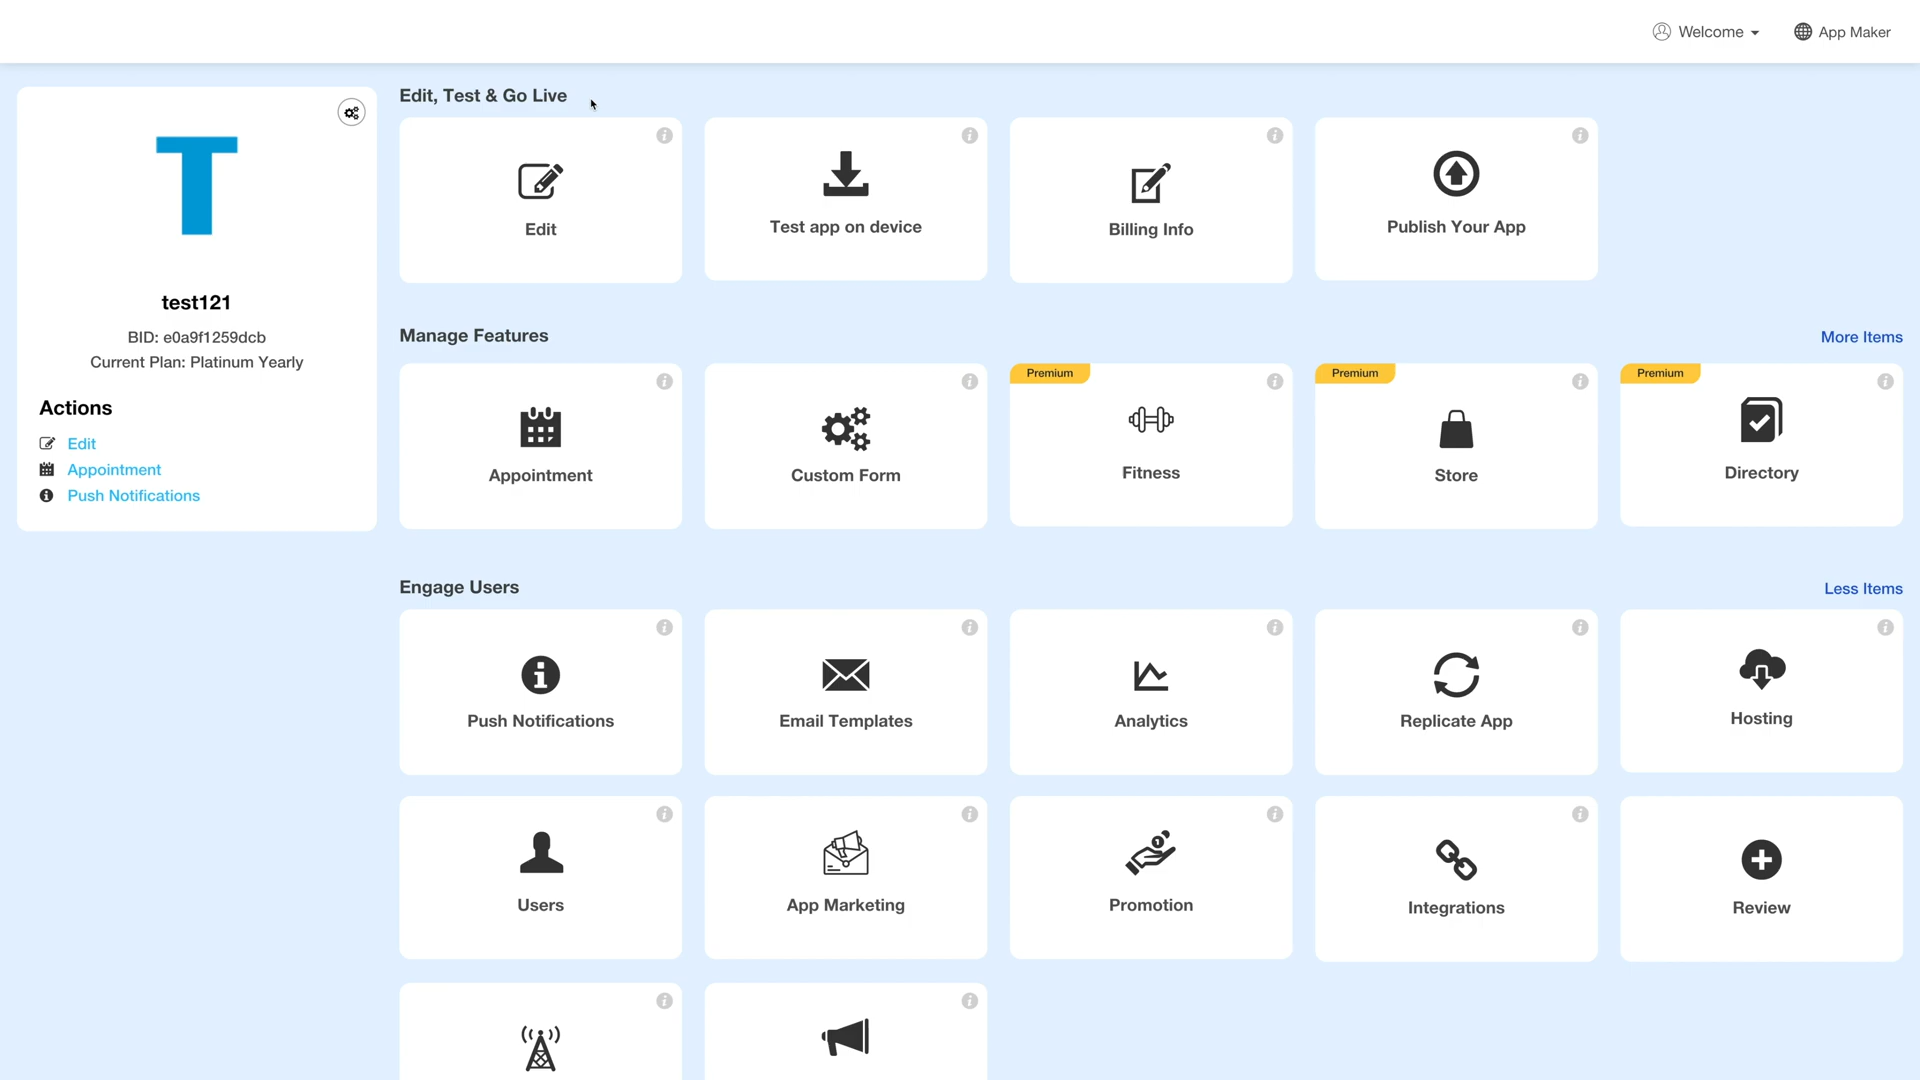 Welcome
App Maker
T
test121
BID: e0a9f1259dcb
Current Plan: Platinum Yearly
Actions
Edit
Appointment
Push Notifications
Edit, Test & Go Live
Edit
Test app on device
Billing Info
Publish Your App
Manage Features
More Items
Appointment
Custom Form
Premium
Fitness
Premium
Store
Premium
Directory
Engage Users
Less Items
Push Notifications
Email Templates
Analytics
Replicate App
Hosting
Users
App Marketing
Promotion
Integrations
Review